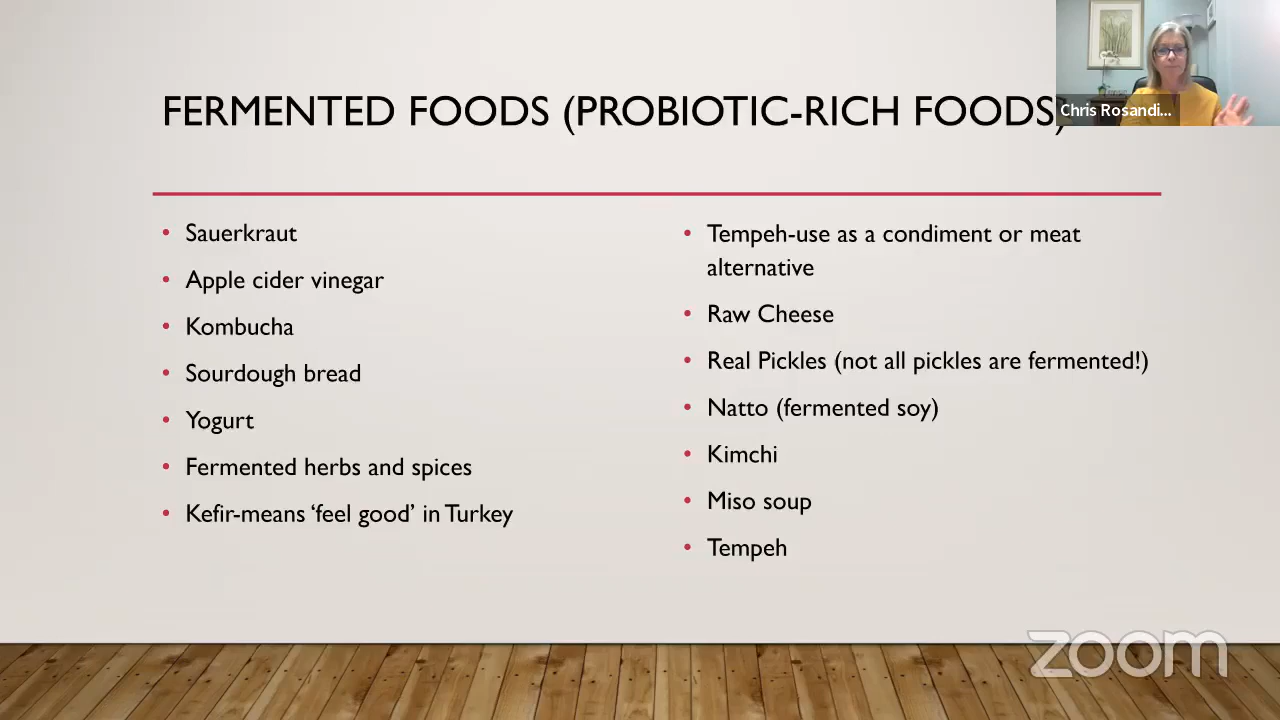 FERMENTED FOODS (PROBIOTIC-RICH FOODS)
Chris Rosandi...
• Sauerkraut
• Apple cider vinegar
• Kombucha
• Sourdough bread
• Yogurt
• Fermented herbs and spices
• Kefir-means ‘feel good’ in Turkey
• Tempeh-use as a condiment or meat
alternative
• Raw Cheese
• Real Pickles (not all pickles are fermented!)
• Natto (fermented soy)
• Kimchi
• Miso soup
• Tempeh
zoom